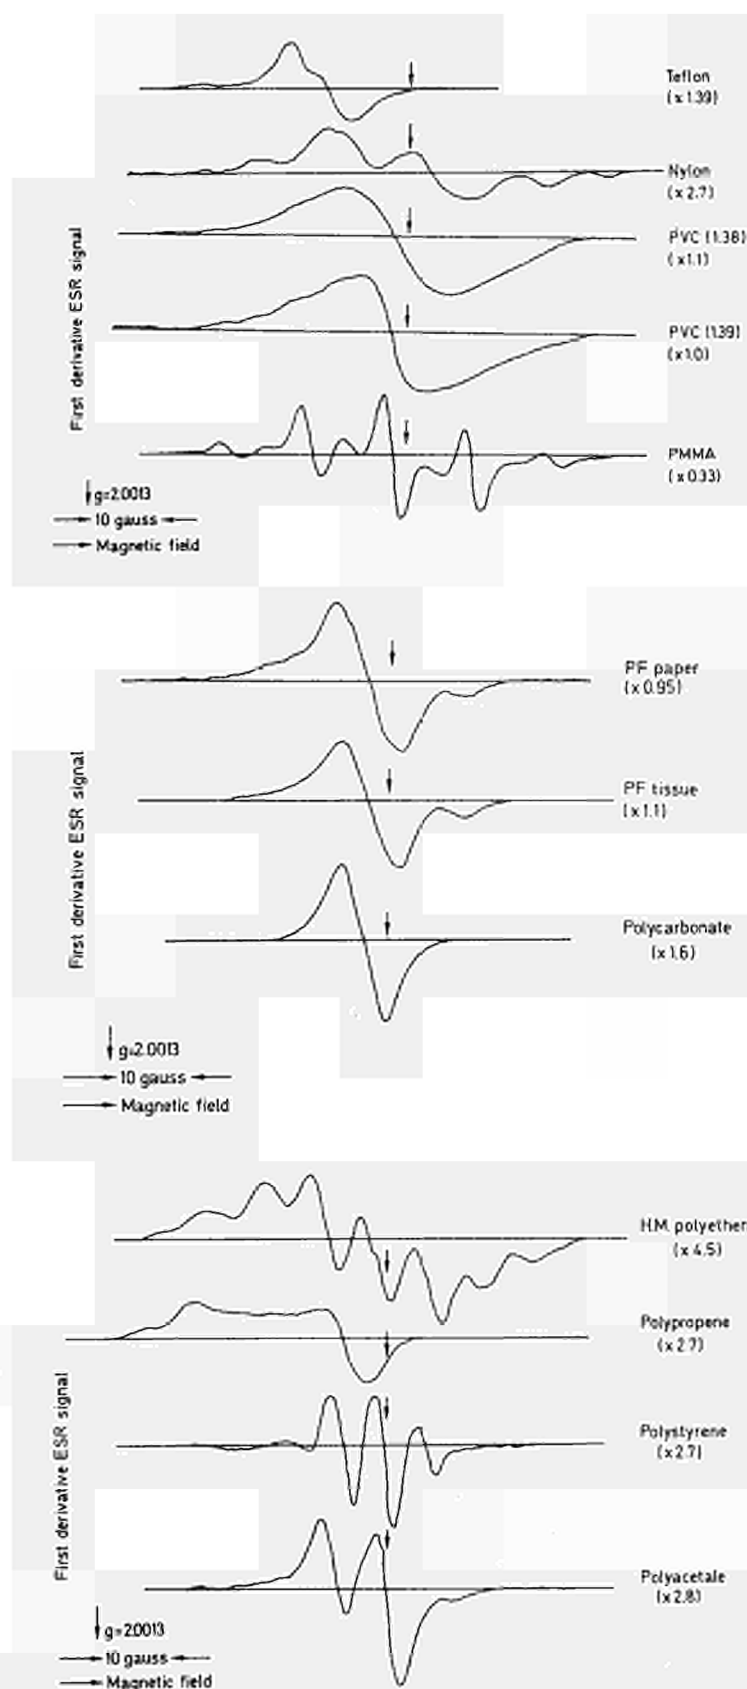 Teflon
(x 1.39)
Nylon
(x 2.7)
PVC (1.38)
(x1.1)
PVC (1.39)
(x1.0)
PMMA
(x 0.33)
First derivative ESR signal
g=2.0013
10 gauss
Magnetic field
PF paper
(x 0.95)
PF tissue
(x 1.1)
Polycarbonate
(x 1.6)
First derivative ESR signal
g=2.0013
10 gauss
Magnetic field
H.M. polyether
(x 4.5)
Polypropene
(x 2.7)
Polystyrene
(x 2.7)
Polyacetale
(x 2.8)
First derivative ESR signal
g=2.0013
10 gauss
Magnetic field